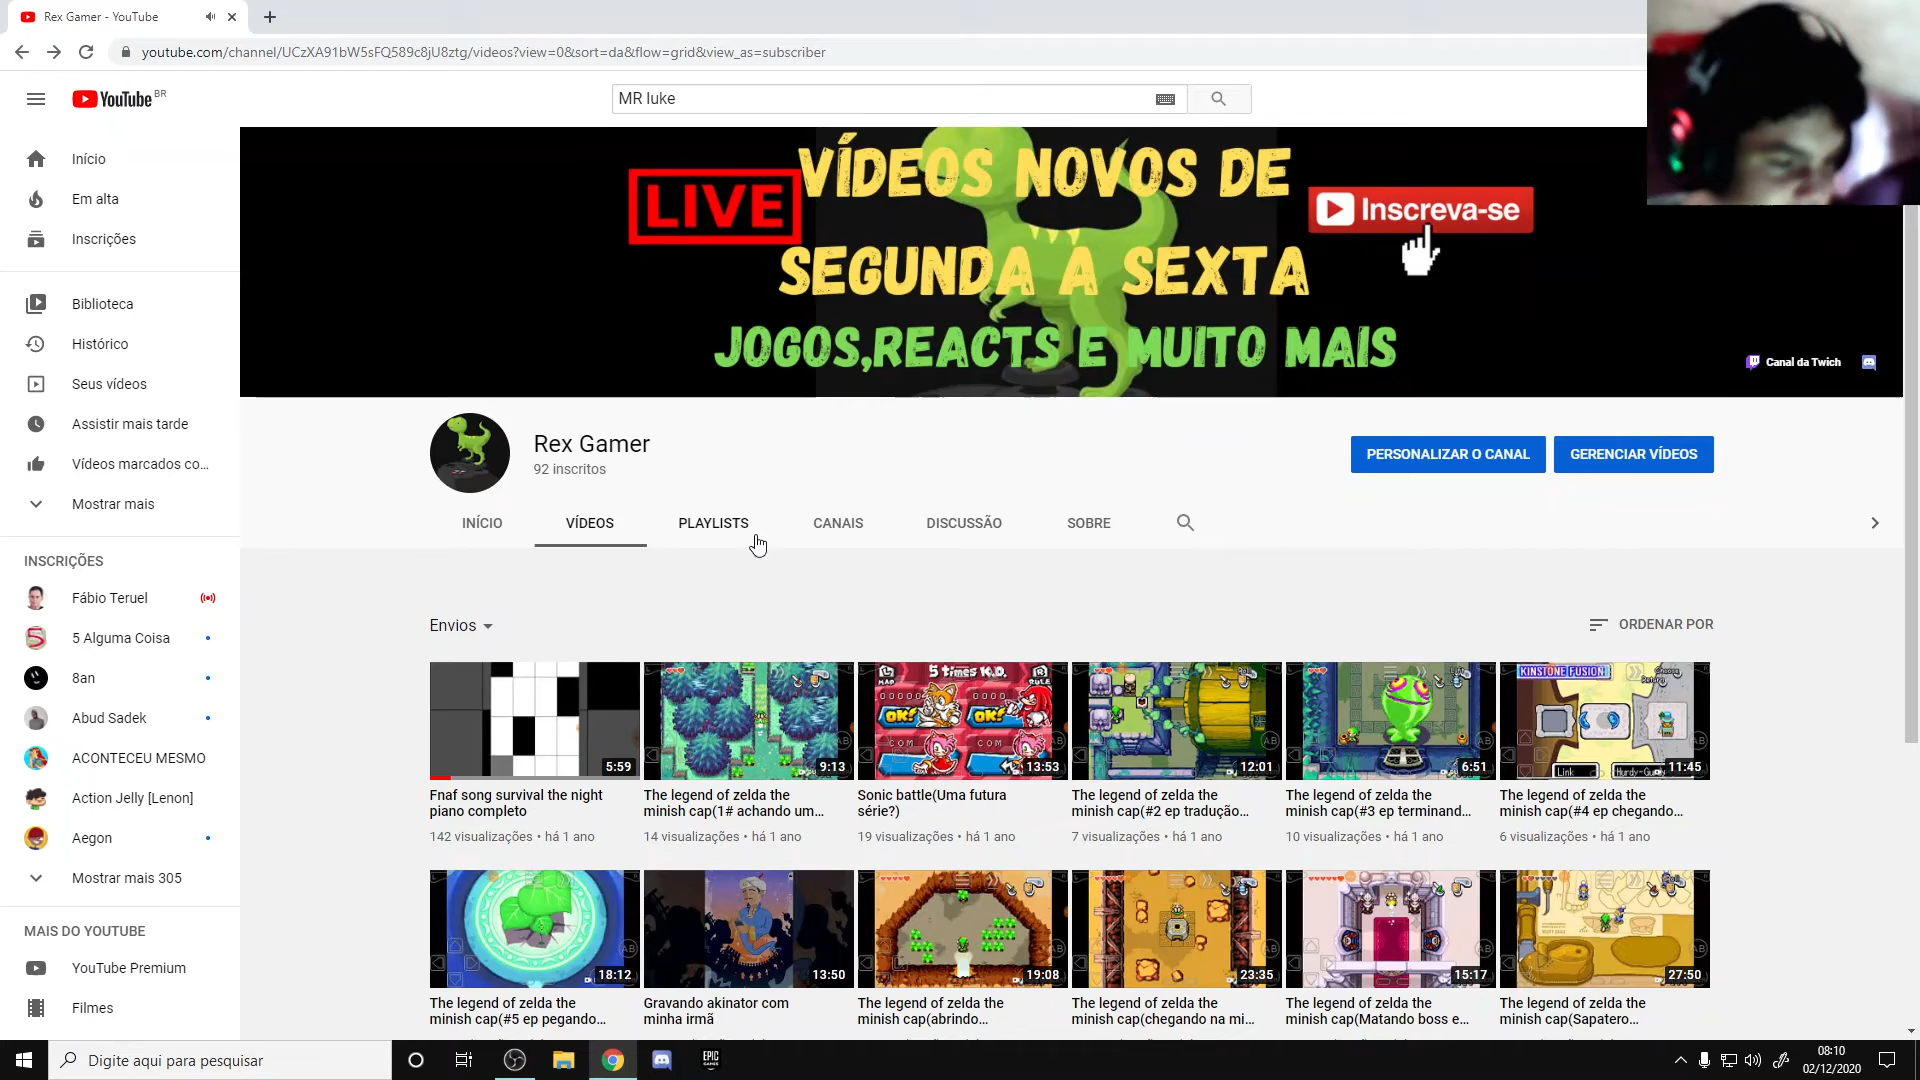 Rex Gamer - YouTube
youtube.com/channel/UCzXA91bW5sFQ589c8jU8ztg/videos?view=0&sort=da&flow=grid&view_as=subscriber
YouTube BR
MR luke
Início
Em alta
Inscrições
Biblioteca
Histórico
Seus vídeos
Assistir mais tarde
Vídeos marcados co...
Mostrar mais
INSCRIÇÕES
Fábio Teruel
5 Alguma Coisa
8an
Abud Sadek
ACONTECEU MESMO
Action Jelly [Lenon]
Aegon
Mostrar mais 305
MAIS DO YOUTUBE
YouTube Premium
Filmes
LIVE
VÍDEOS NOVOS DE
SEGUNDA A SEXTA
JOGOS,REACTS E MUITO MAIS
Inscreva-se
Canal da Twich
Rex Gamer
92 inscritos
PERSONALIZAR O CANAL
GERENCIAR VÍDEOS
INÍCIO
VÍDEOS
PLAYLISTS
CANAIS
DISCUSSÃO
SOBRE
Envios
ORDENAR POR
5:59
Fnaf song survival the night
piano completo
142 visualizações • há 1 ano
9:13
The legend of zelda the
minish cap(1# achando um...
14 visualizações • há 1 ano
5 Times K.O.
OK!
OK!
COM
COM
13:53
Sonic battle(Uma futura
série?)
19 visualizações • há 1 ano
12:01
The legend of zelda the
minish cap(#2 ep tradução...
7 visualizações • há 1 ano
6:51
The legend of zelda the
minish cap(#3 ep terminand...
10 visualizações • há 1 ano
KINSTONE FUSION
Link
11:45
The legend of zelda the
minish cap(#4 ep chegando...
6 visualizações • há 1 ano
18:12
The legend of zelda the
minish cap(#5 ep pegando...
13:50
Gravando akinator com
minha irmã
19:08
The legend of zelda the
minish cap(abrindo...
23:35
The legend of zelda the
minish cap(chegando na mi...
15:17
The legend of zelda the
minish cap(Matando boss e...
27:50
The legend of zelda the
minish cap(Sapatero...
Digite aqui para pesquisar
EPIC GAMES
08:10
02/12/2020